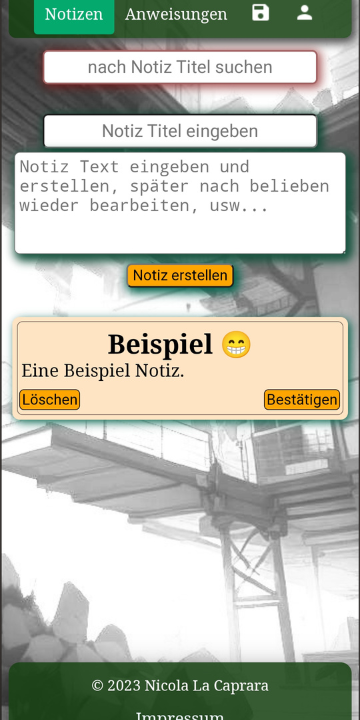 Notizen Anweisungen
nach Notiz Titel suchen
Notiz Titel eingeben
Notiz Text eingeben und
erstellen, später nach belieben
wieder bearbeiten, usw...
Notiz erstellen
Beispiel 😁
Eine Beispiel Notiz.
Löschen Bestätigen
© 2023 Nicola La Caprara
Impressum